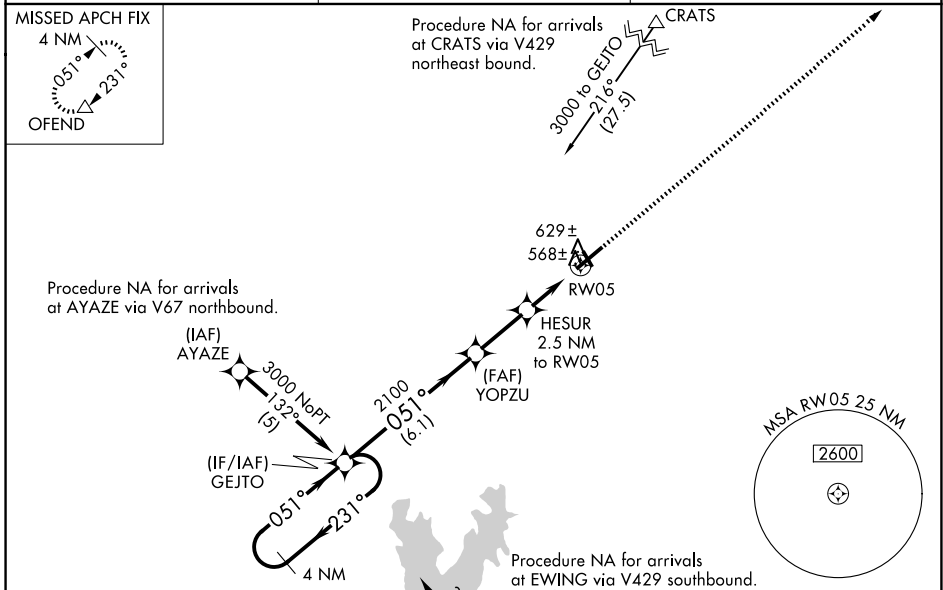 MISSED APCH FIX
4 NM
051°
231°
OFEND
Procedure NA for arrivals
at CRATS via V429
northeast bound.
CRATS
3000 to GEJTO
216°
(27.5)
629±
568±
RW05
Procedure NA for arrivals
at AYAZE via V67 northbound.
(IAF)
AYAZE
3000 NoPT
132°
(5)
HESUR
2.5 NM
to RW05
(FAF)
YOPZU
2100
051°
(6.1)
(IF/IAF)
GEJTO
051°
231°
4 NM
MSA RW05 25 NM
2600
Procedure NA for arrivals
at EWING via V429 southbound.